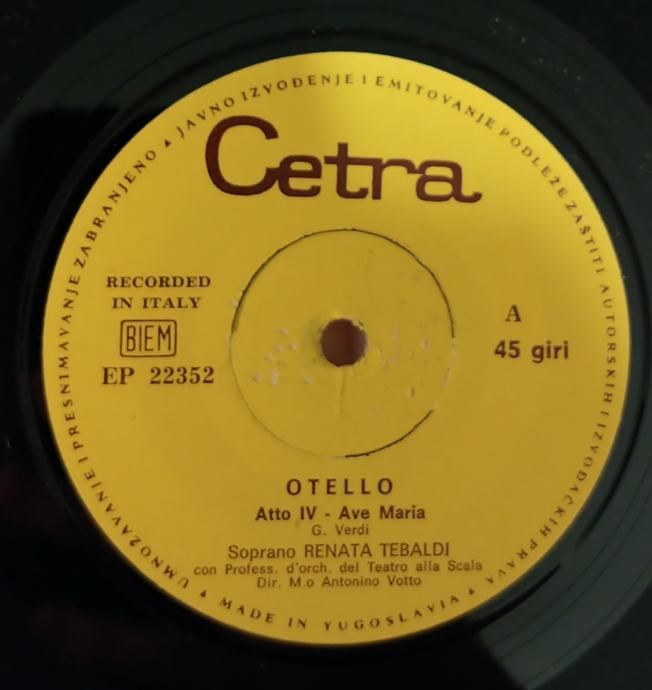 JAVNO IZVOĐENJE I EMITOVANJE PODLEŽE ZAŠTITI AUTORSKIH I IZVOĐAČKIH PRAVA ▲ MADE IN YUGOSLAVIA ▲ UMNOŽAVANJE I PRESNIMAVANJE ZABRANJENO ▲
Cetra
RECORDED
IN ITALY
BIEM
EP 22352
A
45 giri
OTELLO
Atto IV - Ave Maria
G. Verdi
Soprano RENATA TEBALDI
con Profess. d'orch. del Teatro alla Scala
Dir. M.o Antonino Votto